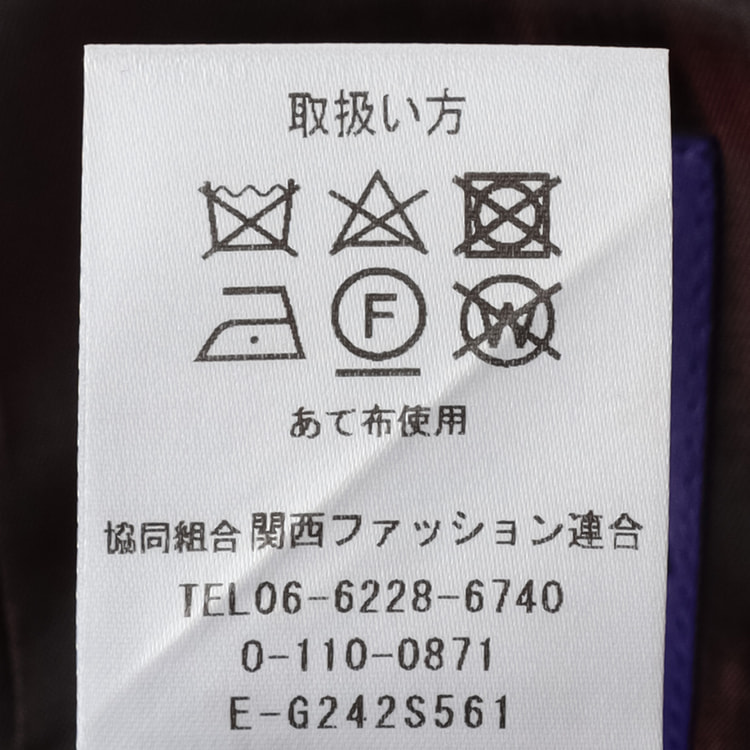 取扱い方
F W
あて布使用
協同組合 関西ファッション連合
TEL06-6228-6740
0-110-0871
E-G242S561